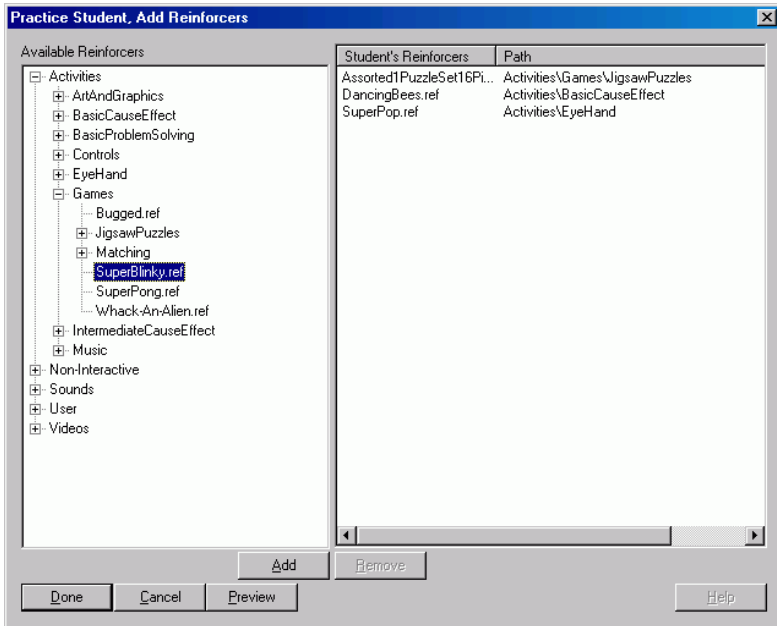 Practice Student, Add Reinforcers
Available Reinforcers
Activities
ArtAndGraphics
BasicCauseEffect
BasicProblemSolving
Controls
EyeHand
Games
Bugged.ref
JigsawPuzzles
Matching
SuperBlinky.ref
SuperPong.ref
Whack-An-Alien.ref
IntermediateCauseEffect
Music
Non-Interactive
Sounds
User
Videos
Student's Reinforcers Path
Assorted1PuzzleSet16Pi... Activities\Games\JigsawPuzzles
DancingBees.ref Activities\BasicCauseEffect
SuperPop.ref Activities\EyeHand
Add Remove
Done Cancel Preview Help